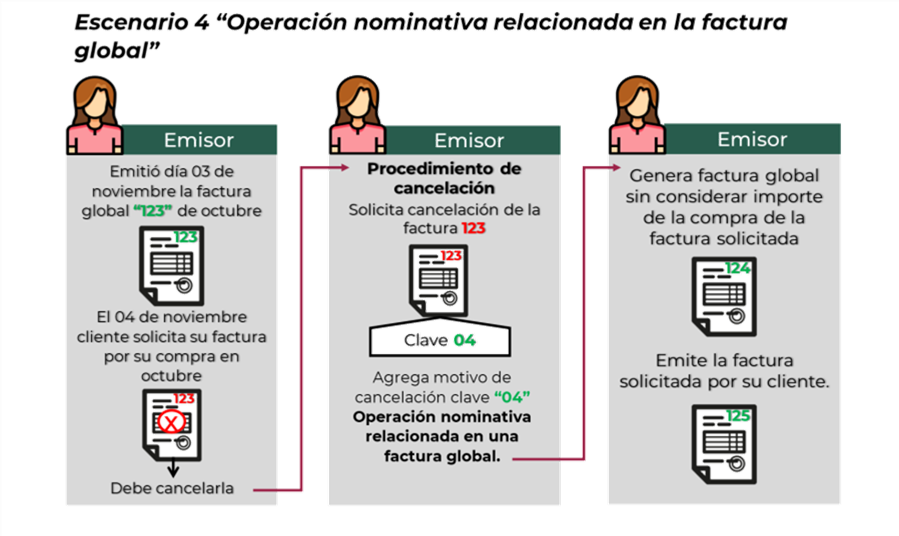 Escenario 4 “Operación nominativa relacionada en la factura
global”
Emisor
Emitió día 03 de
noviembre la factura
global “123” de octubre
123
El 04 de noviembre
cliente solicita su factura
por su compra en
octubre
123
X
Debe cancelarla
Emisor
Procedimiento de
cancelación
Solicita cancelación de la
factura 123
123
Clave 04
Agrega motivo de
cancelación clave “04”
Operación nominativa
relacionada en una
factura global.
Emisor
Genera factura global
sin considerar importe
de la compra de la
factura solicitada
124
Emite la factura
solicitada por su cliente.
125